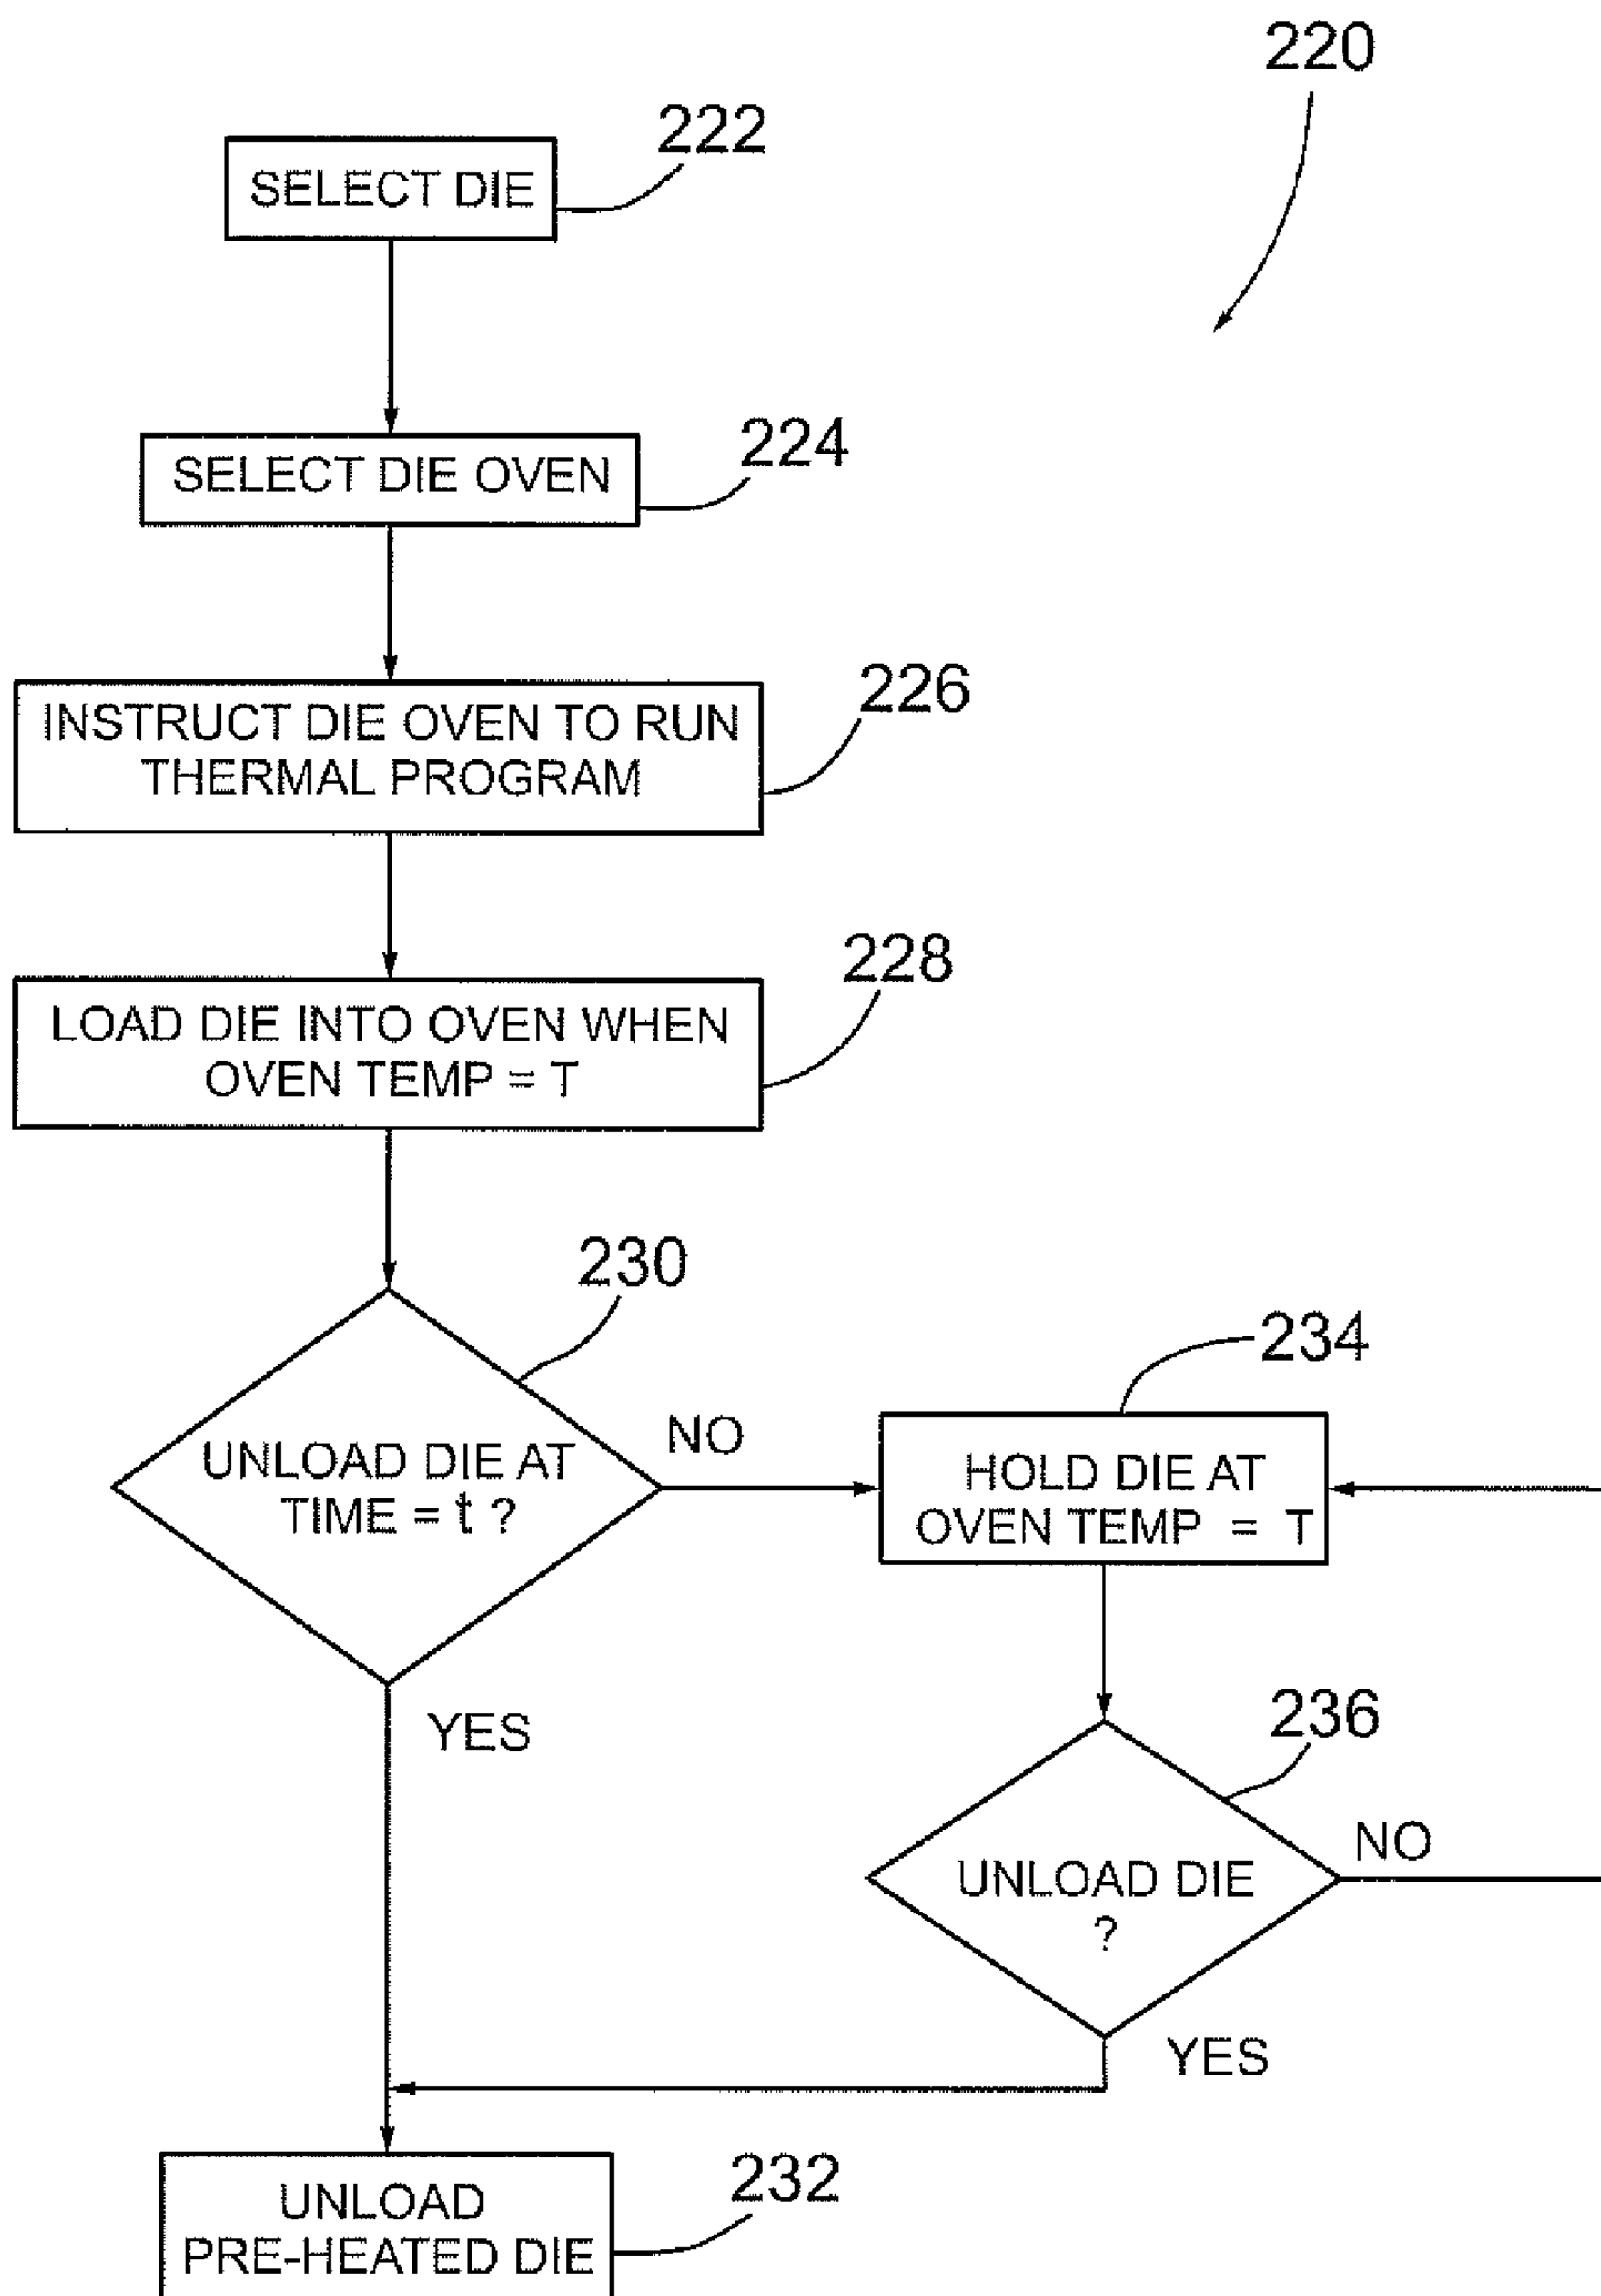 220
222
SELECT DIE
224
SELECT DIE OVEN
226
INSTRUCT DIE OVEN TO RUN
THERMAL PROGRAM
228
LOAD DIE INTO OVEN WHEN
OVEN TEMP = T
230
UNLOAD DIE AT
TIME = t ?
NO
YES
234
HOLD DIE AT
OVEN TEMP = T
236
UNLOAD DIE
?
NO
YES
232
UNLOAD
PRE-HEATED DIE